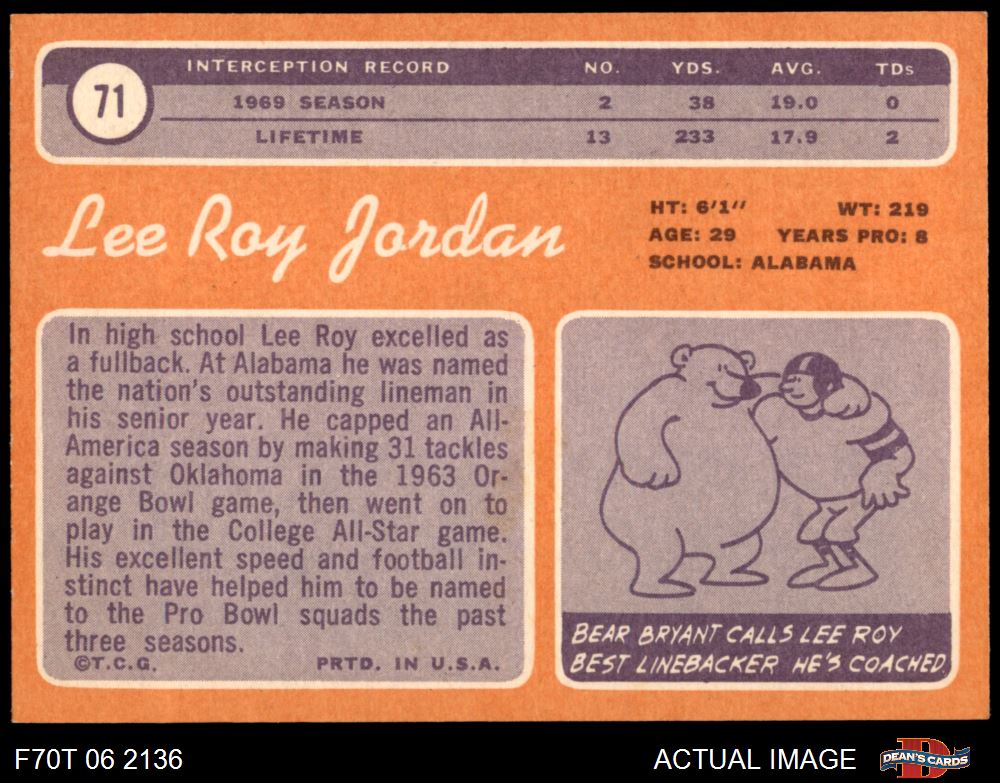 71
INTERCEPTION RECORD NO. YDS. AVG. TDs
1969 SEASON 2 38 19.0 0
LIFETIME 13 233 17.9 2
Lee Roy Jordan
HT: 6'1" WT: 219
AGE: 29 YEARS PRO: 8
SCHOOL: ALABAMA
In high school Lee Roy excelled as
a fullback. At Alabama he was named
the nation's outstanding lineman in
his senior year. He capped an All-
America season by making 31 tackles
against Oklahoma in the 1963 Or-
ange Bowl game, then went on to
play in the College All-Star game.
His excellent speed and football in-
stinct have helped him to be named
to the Pro Bowl squads the past
three seasons.
©T.C.G. PRTD. IN U.S.A.
BEAR BRYANT CALLS LEE ROY
BEST LINEBACKER HE'S COACHED
F70T 06 2136 ACTUAL IMAGE
D
DEAN'S CARDS